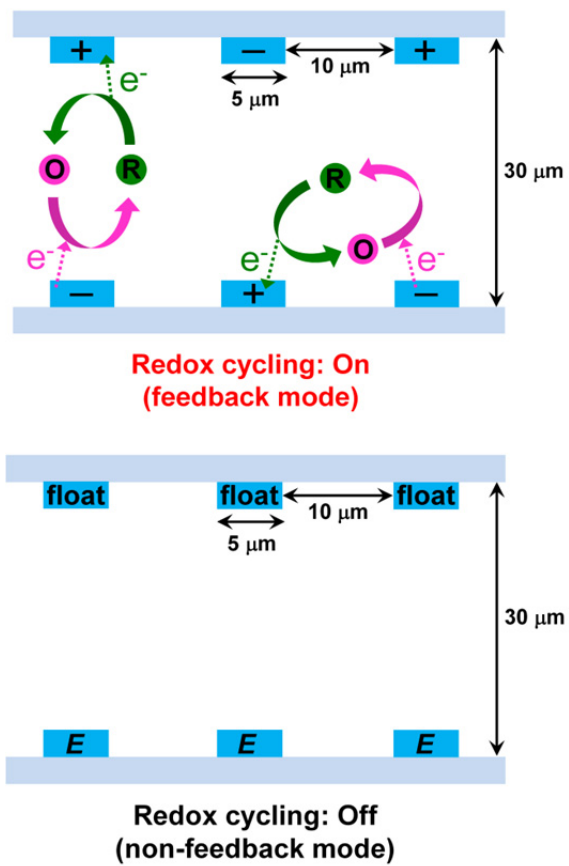 + − +
e⁻ 10 μm
5 μm
O R
R
30 μm
O
e⁻ e⁻ e⁻
− + −
Redox cycling: On
(feedback mode)
float float float
10 μm
5 μm
30 μm
E E E
Redox cycling: Off
(non-feedback mode)